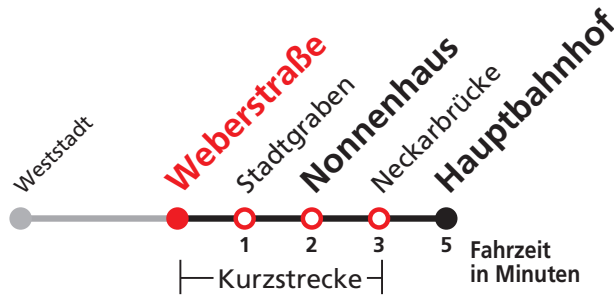 Weststadt
Weberstraße
Stadtgraben
Nonnenhaus
Neckarbrücke
Hauptbahnhof
1 2 3 5 Fahrzeit
in Minuten
Kurzstrecke